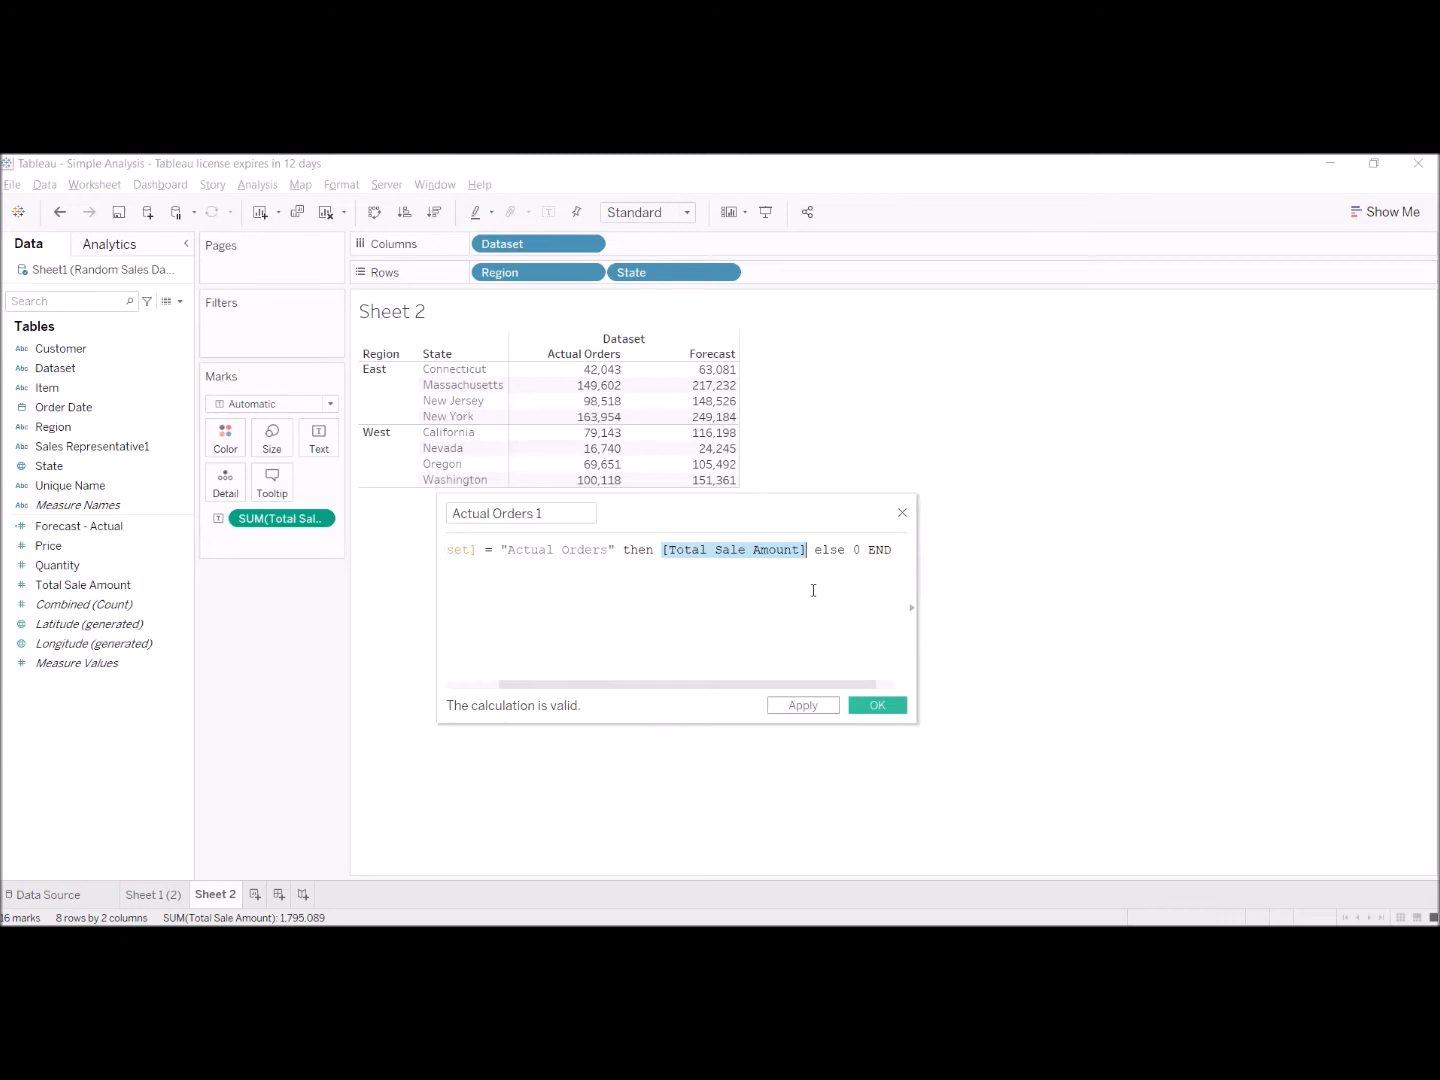 Tableau - Simple Analysis - Tableau license expires in 12 days
File Data Worksheet Dashboard Story Analysis Map Format Server Window Help
Standard
Show Me
Data Analytics
Sheet1 (Random Sales Da...
Search
Tables
Abc Customer
Abc Dataset
Abc Item
Order Date
Abc Region
Abc Sales Representative1
State
Abc Unique Name
Abc Measure Names
Forecast - Actual
Price
Quantity
Total Sale Amount
Combined (Count)
Latitude (generated)
Longitude (generated)
Measure Values
Pages
Filters
Marks
Automatic
Color Size Text
Detail Tooltip
SUM(Total Sal..
Columns Dataset
Rows Region State
Sheet 2
Dataset
Region State Actual Orders Forecast
East Connecticut 42,043 63,081
Massachusetts 149,602 217,232
New Jersey 98,518 148,526
New York 163,954 249,184
West California 79,143 116,198
Nevada 16,740 24,245
Oregon 69,651 105,492
Washington 100,118 151,361
Actual Orders 1
set] = "Actual Orders" then [Total Sale Amount] else 0 END
The calculation is valid.
Apply OK
Data Source Sheet 1 (2) Sheet 2
16 marks 8 rows by 2 columns SUM(Total Sale Amount): 1,795,089